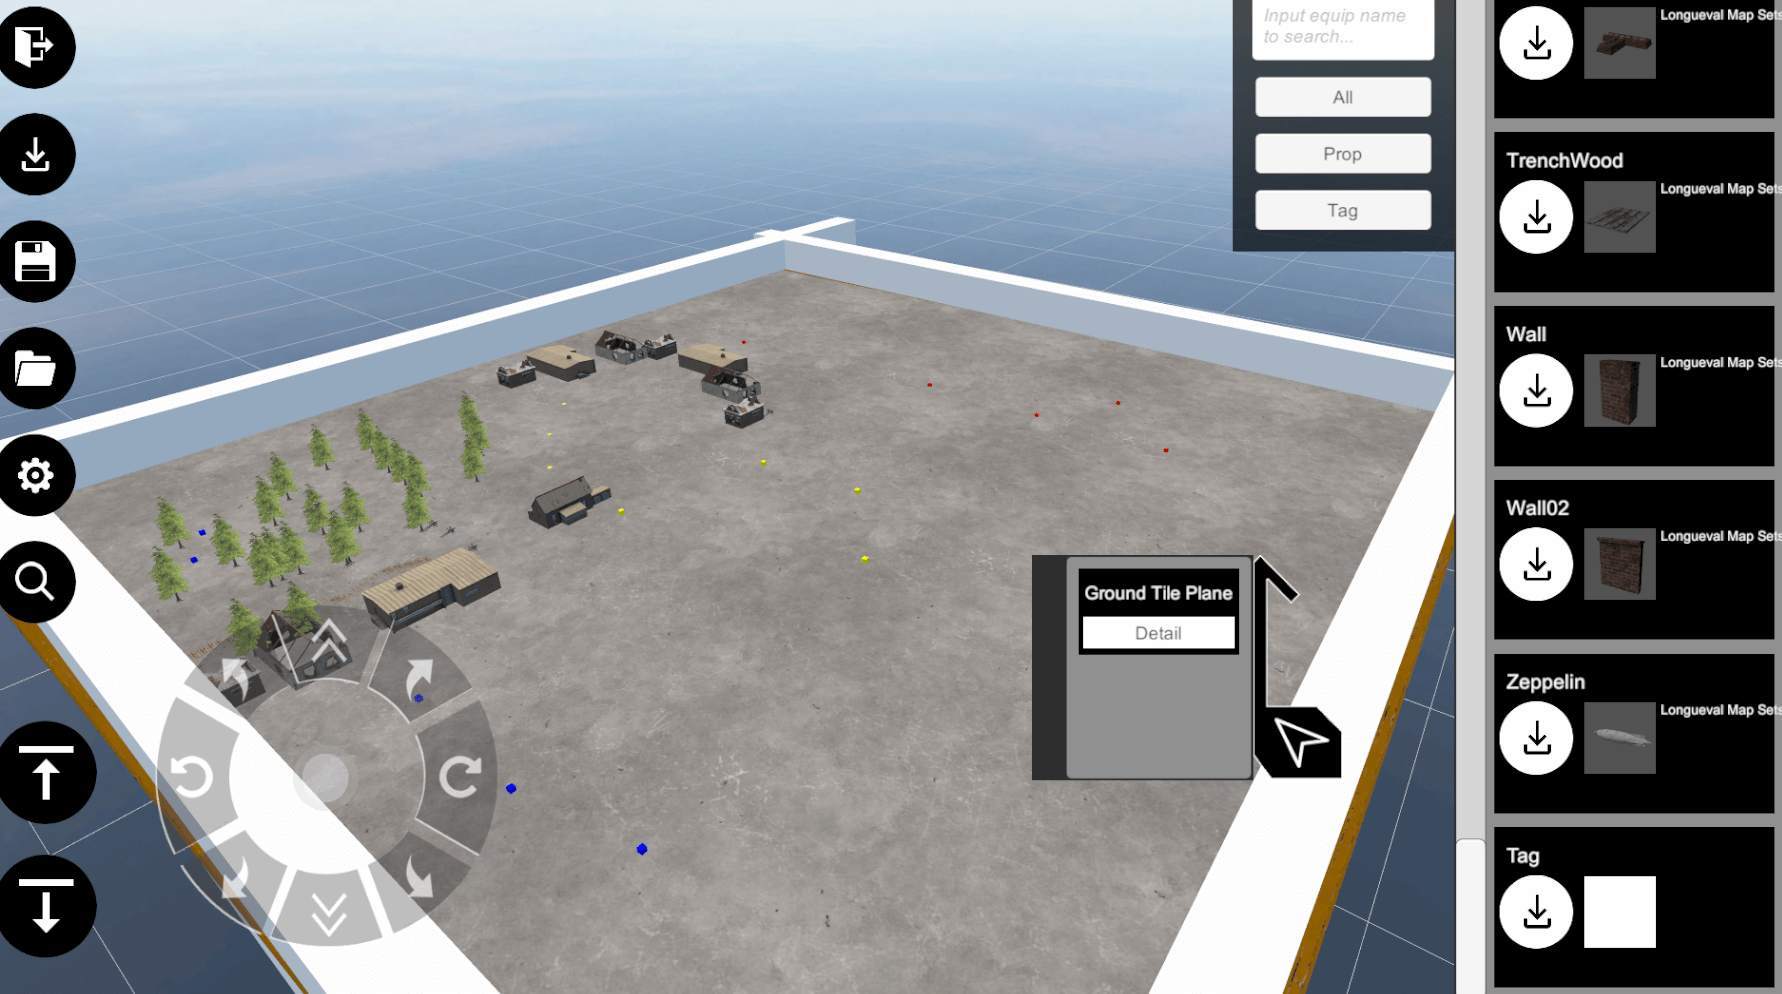 Input equip name
to search...
All
Prop
Tag
Ground Tile Plane
Detail
Longueval Map Sets
TrenchWood
Longueval Map Sets
Wall
Longueval Map Sets
Wall02
Longueval Map Sets
Zeppelin
Longueval Map Sets
Tag